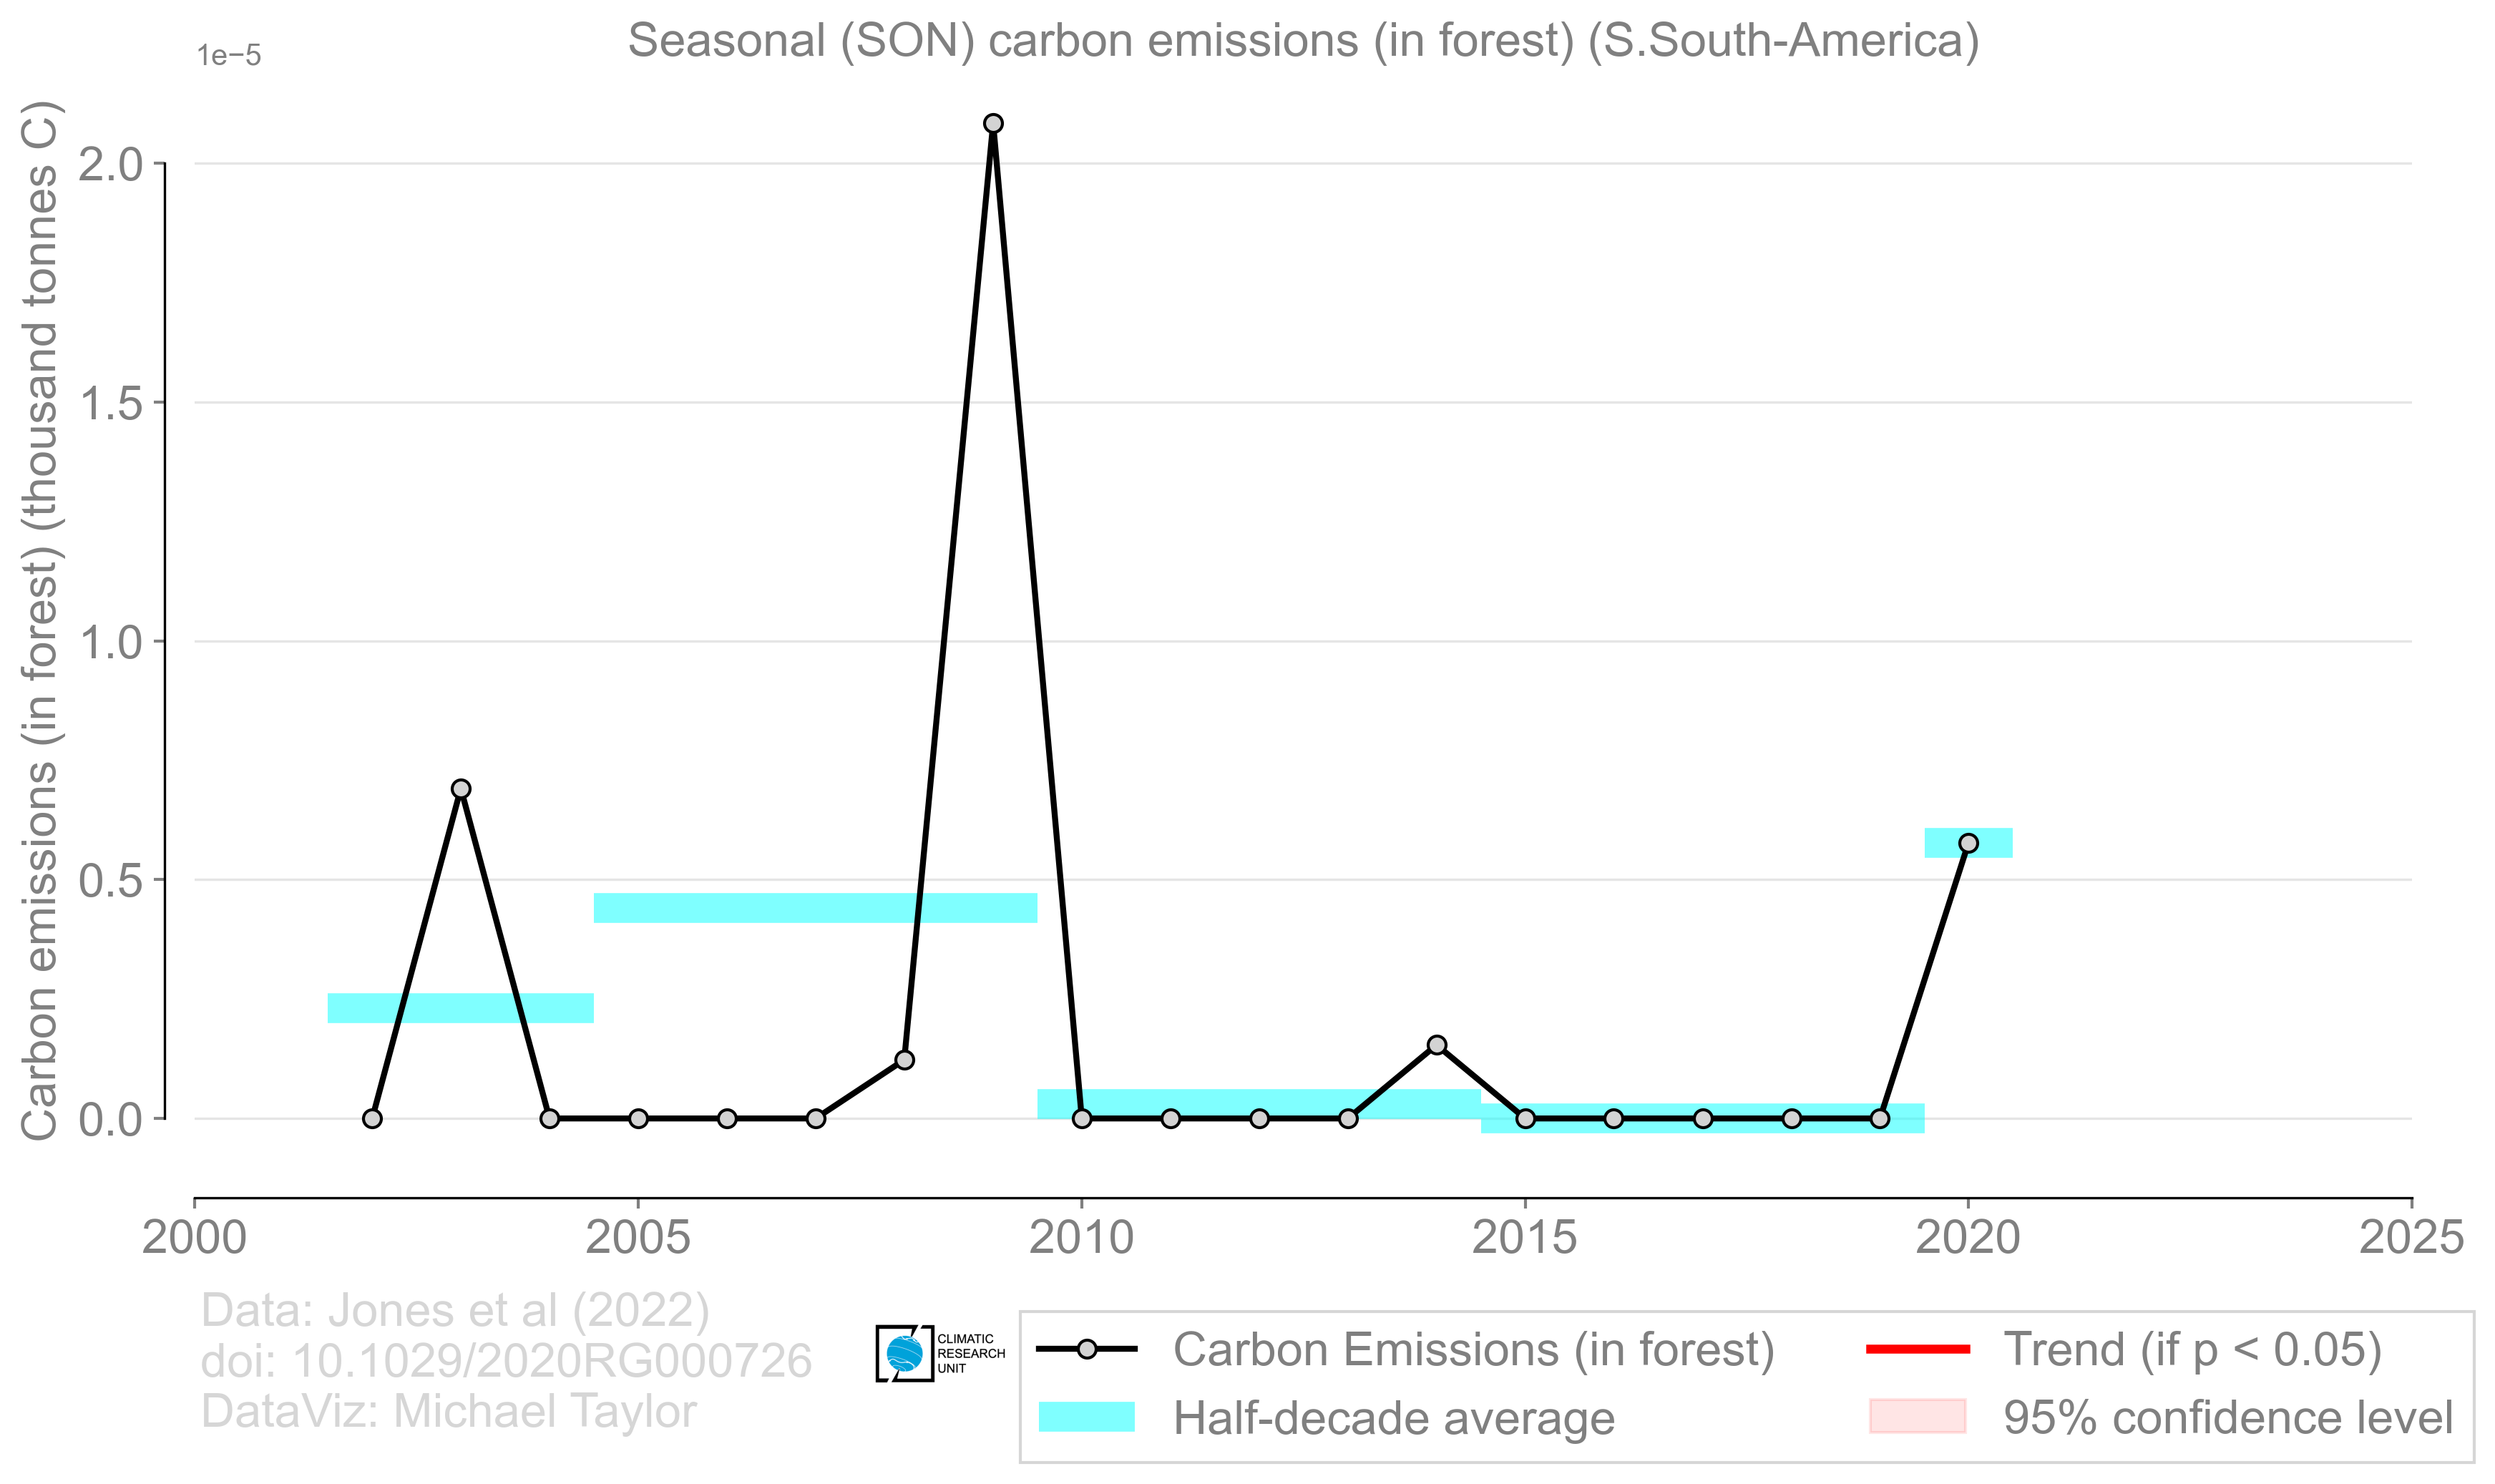 Seasonal (SON) carbon emissions (in forest) (S.South-America)
1e−5
Carbon emissions (in forest) (thousand tonnes C)
2.0
1.5
1.0
0.5
0.0
2000 2005 2010 2015 2020 2025
Data: Jones et al (2022)
doi: 10.1029/2020RG000726
DataViz: Michael Taylor
CLIMATIC
RESEARCH
UNIT
Carbon Emissions (in forest)
Half-decade average
Trend (if p < 0.05)
95% confidence level